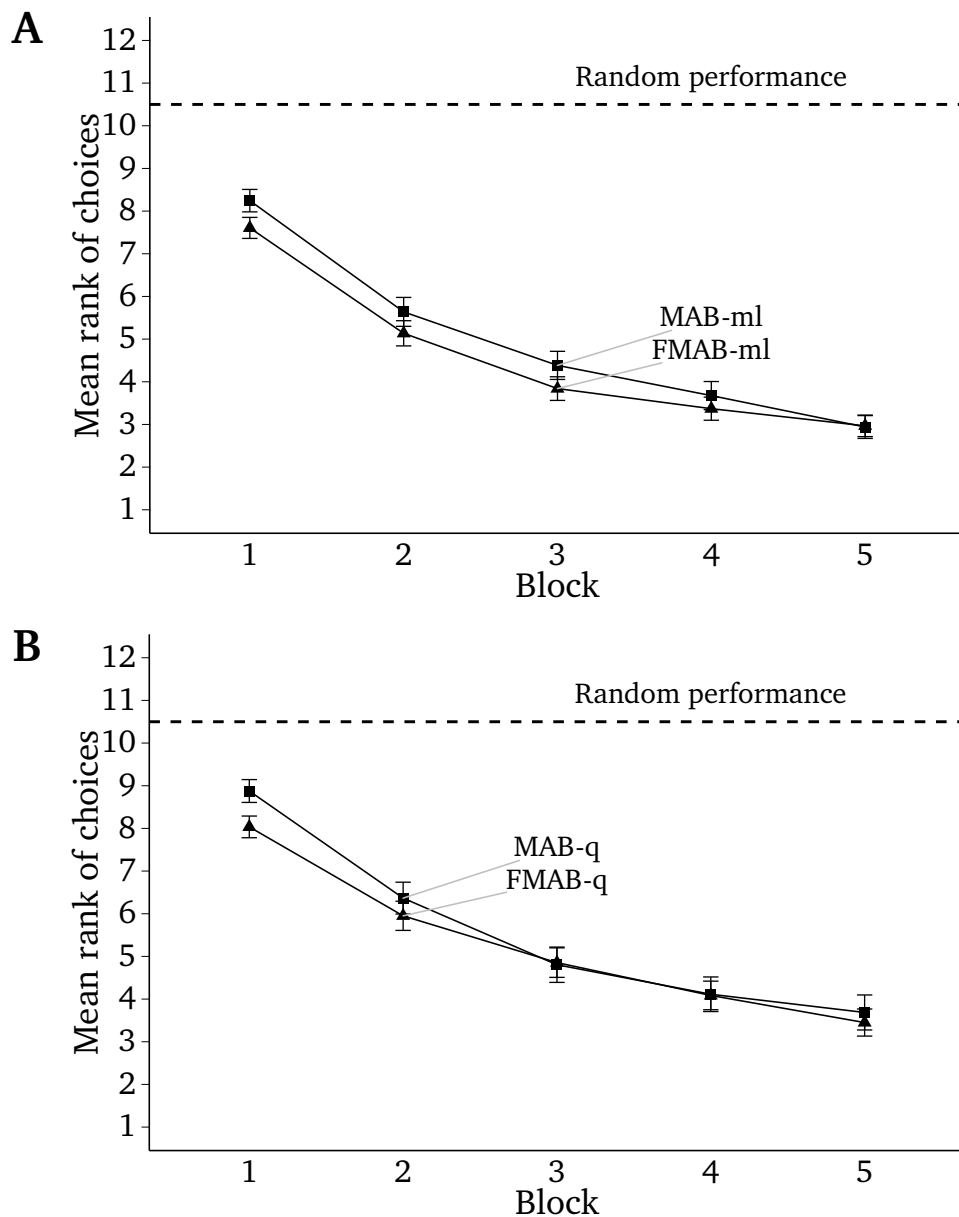 A
12
11
10
9
8
7
6
5
4
3
2
1
Mean rank of choices
Random performance
MAB-ml
FMAB-ml
1 2 3 4 5
Block
B
12
11
10
9
8
7
6
5
4
3
2
1
Mean rank of choices
Random performance
MAB-q
FMAB-q
1 2 3 4 5
Block